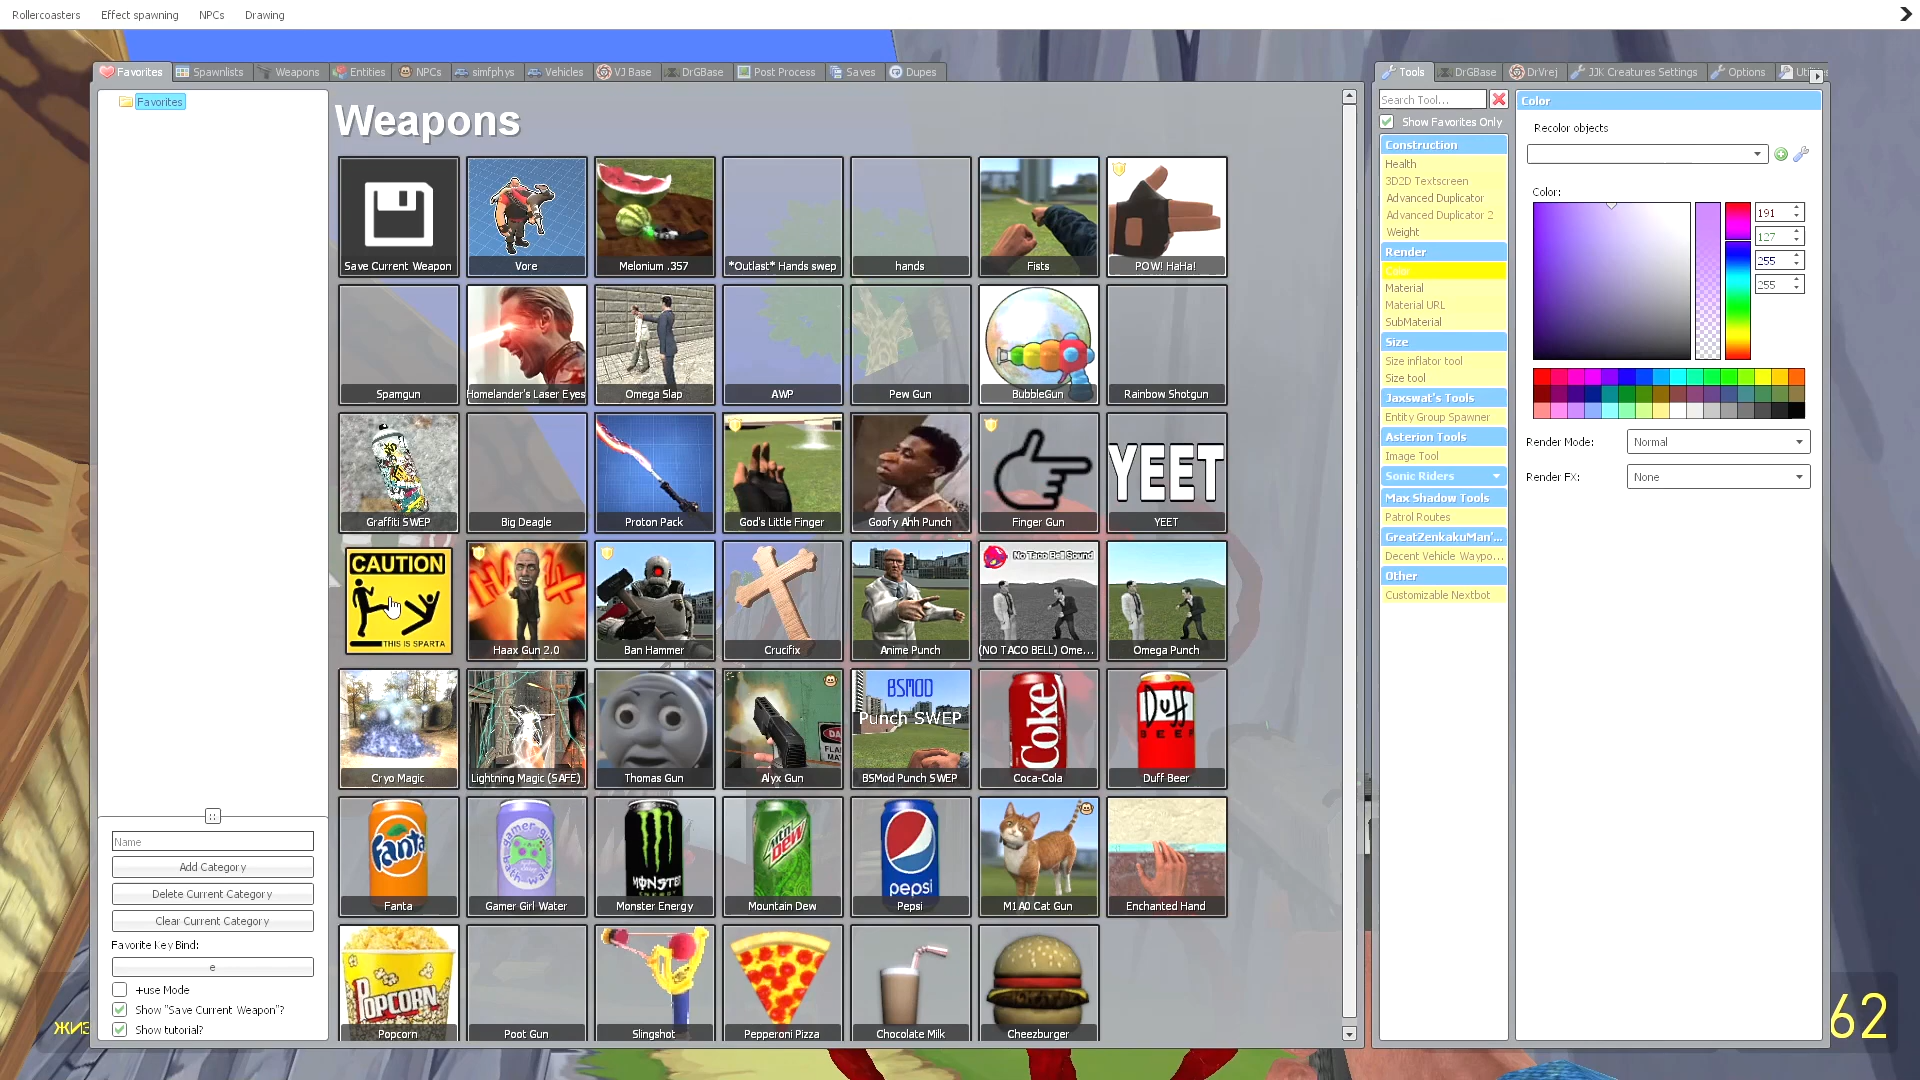 Rollercoasters Effect spawning NPCs Drawing
Favorites Spawnlists Weapons Entities NPCs simfphys Vehicles VJ Base DrGBase Post Process Saves Dupes
Favorites
Weapons
Save Current Weapon Vore Melonium .357 *Outlast* Hands swep hands Fists POW! HaHa!
Spamgun Homelander's Laser Eyes Omega Slap AWP Pew Gun BubbleGun Rainbow Shotgun
YEET
Graffiti SWEP Big Deagle Proton Pack God's Little Finger Goofy Ahh Punch Finger Gun YEET
CAUTION
THIS IS SPARTA
No Taco Bell Sound
Haax Gun 2.0 Ban Hammer Crucifix Anime Punch (NO TACO BELL) Ome... Omega Punch
BSMOD
Punch SWEP
Coke
Duff
BEER
Cryo Magic Lightning Magic (SAFE) Thomas Gun Alyx Gun BSMod Punch SWEP Coca-Cola Duff Beer
Fanta
MONSTER
Mtn DEW
pepsi
Fanta Gamer Girl Water Monster Energy Mountain Dew Pepsi M1A0 Cat Gun Enchanted Hand
POPCORN
Popcorn Poot Gun Slingshot Pepperoni Pizza Chocolate Milk Cheezburger
Name
Add Category
Delete Current Category
Clear Current Category
Favorite Key Bind:
e
+use Mode
Show "Save Current Weapon"?
Show tutorial?
Tools DrGBase DrVrej JJK Creatures Settings Options
Search Tool...
Show Favorites Only
Construction
Health
3D2D Textscreen
Advanced Duplicator
Advanced Duplicator 2
Weight
Render
Color
Material
Material URL
SubMaterial
Size
Size inflator tool
Size tool
Jaxswat's Tools
Entity Group Spawner
Asterion Tools
Image Tool
Sonic Riders
Max Shadow Tools
Patrol Routes
GreatZenkakuMan'...
Decent Vehicle Waypo...
Other
Customizable Nextbot
Color
Recolor objects
Color:
191
127
255
255
Render Mode: Normal
Render FX: None
62